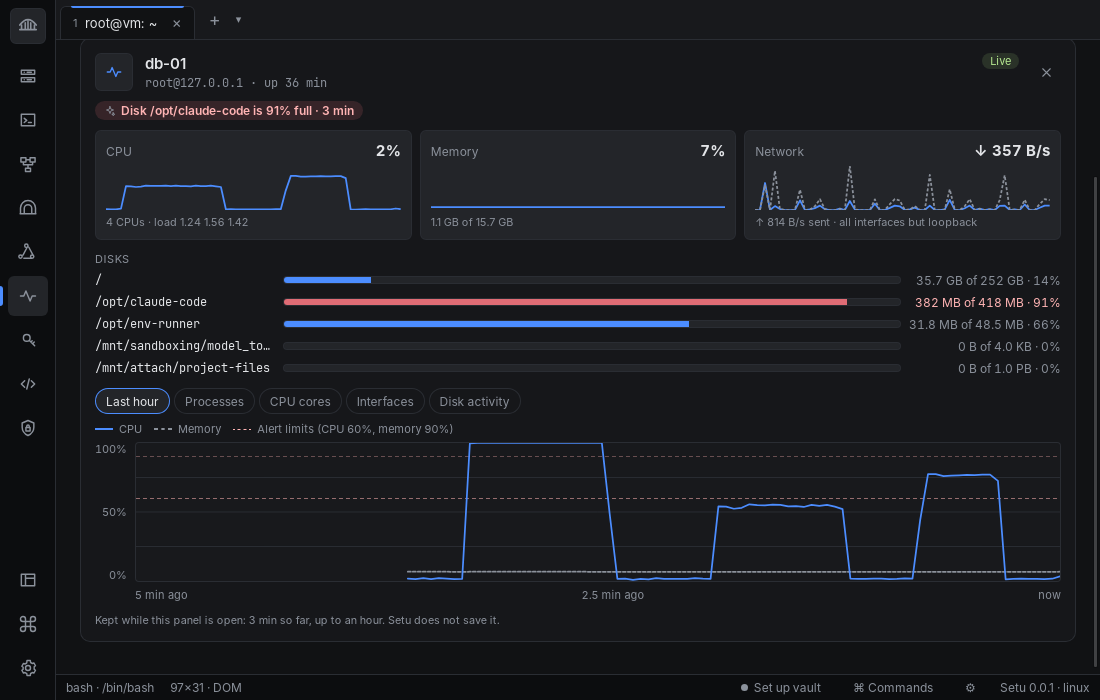 1 root@vm: ~ × + ▾
db-01
Live
root@127.0.0.1 · up 36 min
Disk /opt/claude-code is 91% full · 3 min
CPU 2%
4 CPUs · load 1.24 1.56 1.42
Memory 7%
1.1 GB of 15.7 GB
Network ↓ 357 B/s
↑ 814 B/s sent · all interfaces but loopback
DISKS
/ 35.7 GB of 252 GB · 14%
/opt/claude-code 382 MB of 418 MB · 91%
/opt/env-runner 31.8 MB of 48.5 MB · 66%
/mnt/sandboxing/model_to… 0 B of 4.0 KB · 0%
/mnt/attach/project-files 0 B of 1.0 PB · 0%
Last hour Processes CPU cores Interfaces Disk activity
CPU Memory Alert limits (CPU 60%, memory 90%)
100%
50%
0%
5 min ago 2.5 min ago now
Kept while this panel is open: 3 min so far, up to an hour. Setu does not save it.
bash · /bin/bash 97×31 · DOM Set up vault ⌘ Commands ⚙ Setu 0.0.1 · linux